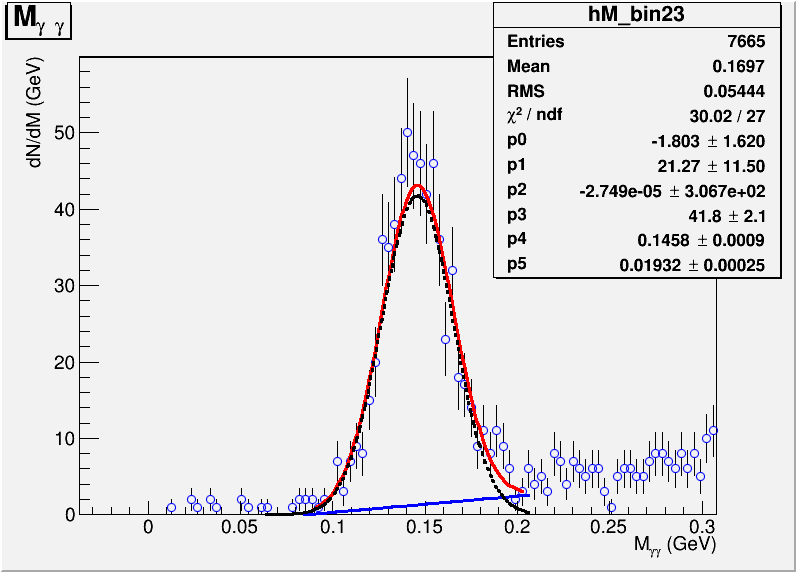 M γ γ
hM_bin23
Entries 7665
Mean 0.1697
RMS 0.05444
χ² / ndf 30.02 / 27
p0 -1.803 ± 1.620
p1 21.27 ± 11.50
p2 -2.749e-05 ± 3.067e+02
p3 41.8 ± 2.1
p4 0.1458 ± 0.0009
p5 0.01932 ± 0.00025
dN/dM (GeV)
50
40
30
20
10
0
0 0.05 0.1 0.15 0.2 0.25 0.3
Mγγ (GeV)